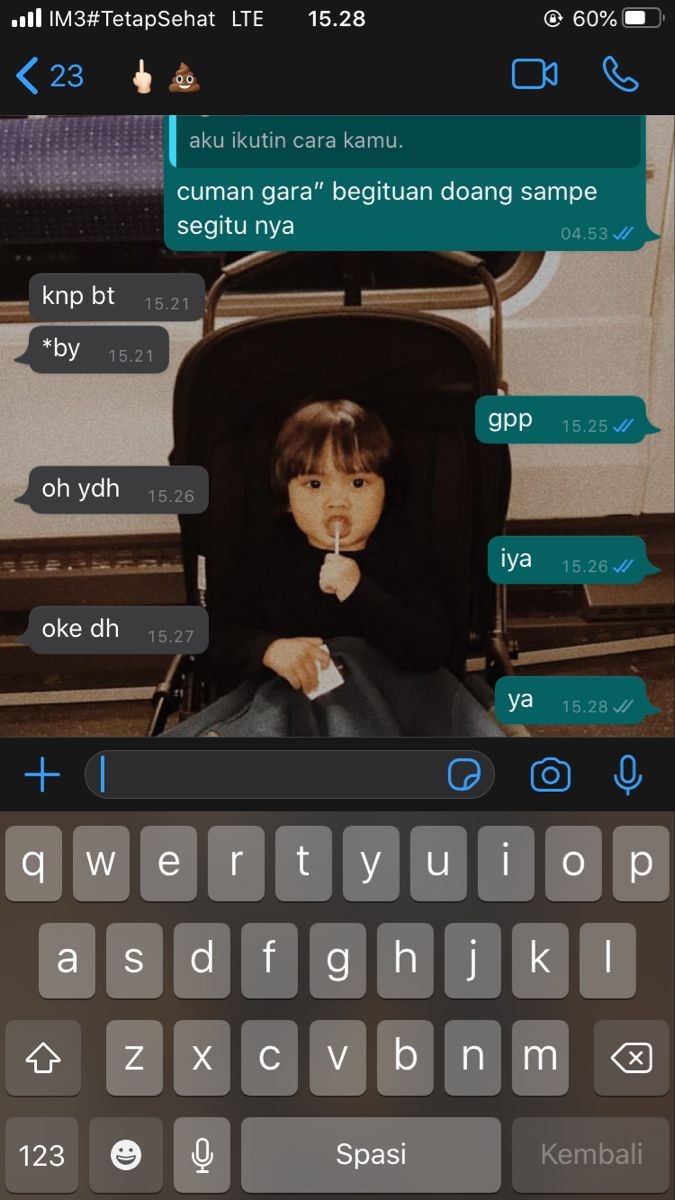 IM3#TetapSehat LTE 15.28 60%
23 🖕🏻 💩
aku ikutin cara kamu.
cuman gara” begituan doang sampe
segitu nya
04.53
knp bt 15.21
*by 15.21
gpp 15.25
oh ydh 15.26
iya 15.26
oke dh 15.27
ya 15.28
q w e r t y u i o p
a s d f g h j k l
z x c v b n m
123 Spasi Kembali